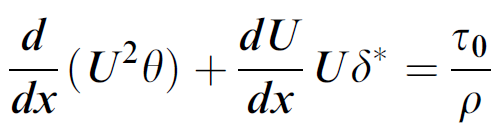 d/dx (U²θ) + dU/dx Uδ* = τ₀/ρ